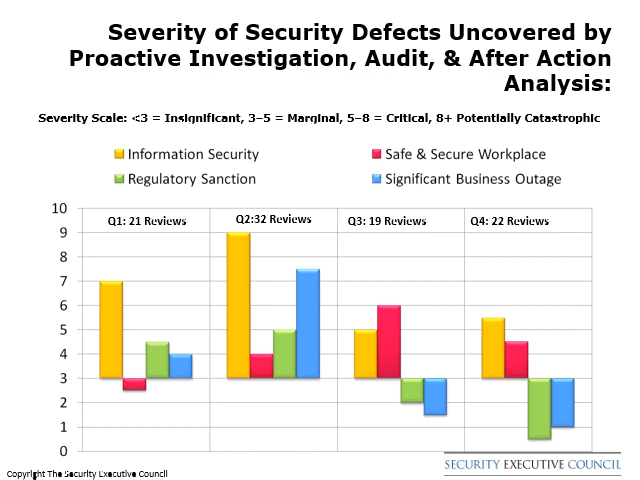 Severity of Security Defects Uncovered by
Proactive Investigation, Audit, & After Action
Analysis:
Severity Scale: <3 = Insignificant, 3–5 = Marginal, 5–8 = Critical, 8+ Potentially Catastrophic
Information Security
Safe & Secure Workplace
Regulatory Sanction
Significant Business Outage
10
Q1: 21 Reviews
Q2:32 Reviews
Q3: 19 Reviews
Q4: 22 Reviews
9
8
7
6
5
4
3
2
1
0
SECURITY EXECUTIVE COUNCIL
Copyright The Security Executive Council